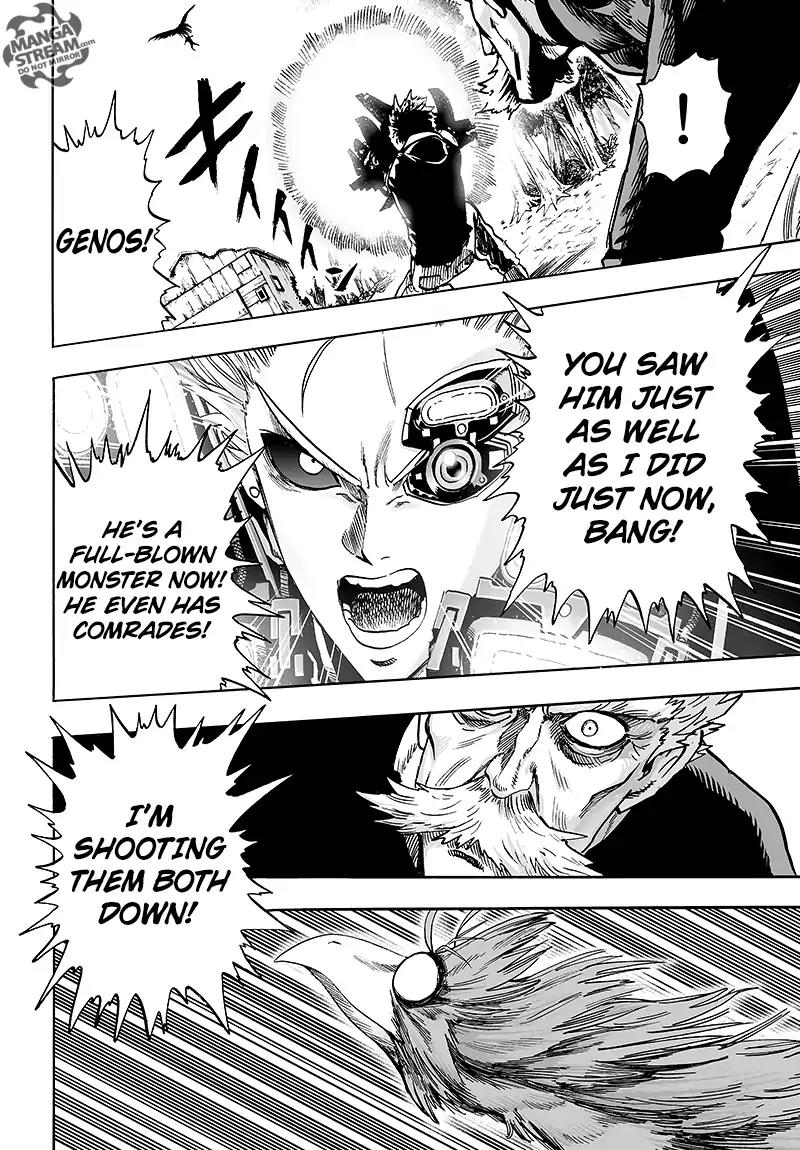 MANGA
STREAM.com
DO NOT MIRROR
!
GENOS!
YOU SAW
HIM JUST
AS WELL
AS I DID
JUST NOW,
BANG!
HE'S A
FULL-BLOWN
MONSTER NOW!
HE EVEN HAS
COMRADES!
I'M
SHOOTING
THEM BOTH
DOWN!